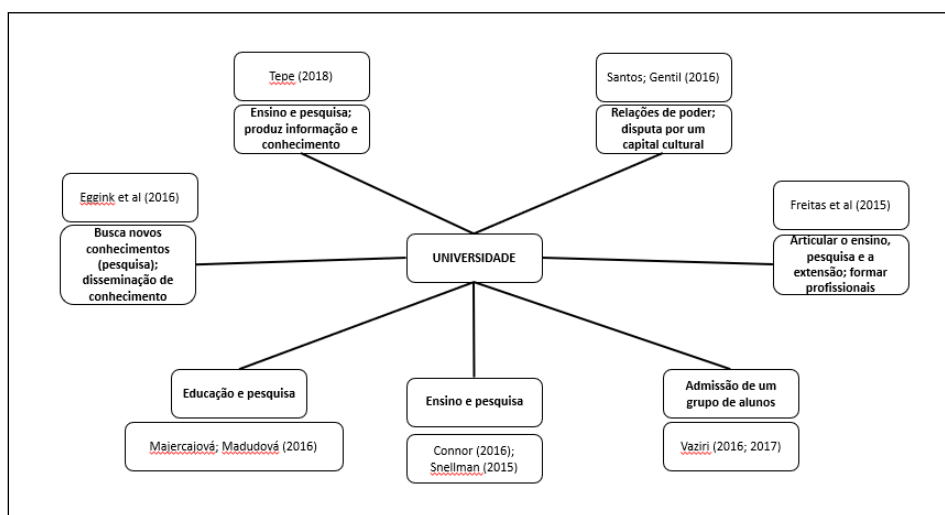 Tepe (2018)
Ensino e pesquisa;
produz informação e
conhecimento
Santos; Gentil (2016)
Relações de poder;
disputa por um
capital cultural
Eggink et al (2016)
Busca novos
conhecimentos
(pesquisa);
disseminação de
conhecimento
UNIVERSIDADE
Freitas et al (2015)
Articular o ensino,
pesquisa e a
extensão; formar
profissionais
Educação e pesquisa
Majercajová; Madudová (2016)
Ensino e pesquisa
Connor (2016);
Snellman (2015)
Admissão de um
grupo de alunos
Vaziri (2016; 2017)